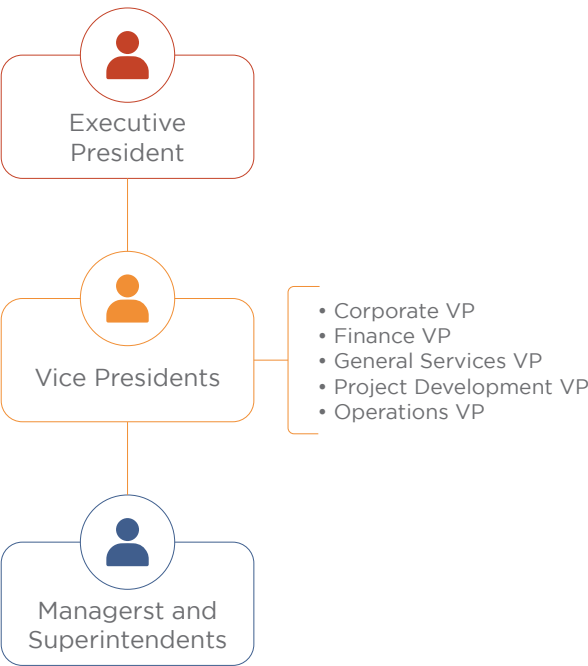 Executive
President
Vice Presidents
• Corporate VP
• Finance VP
• General Services VP
• Project Development VP
• Operations VP
Managerst and
Superintendents